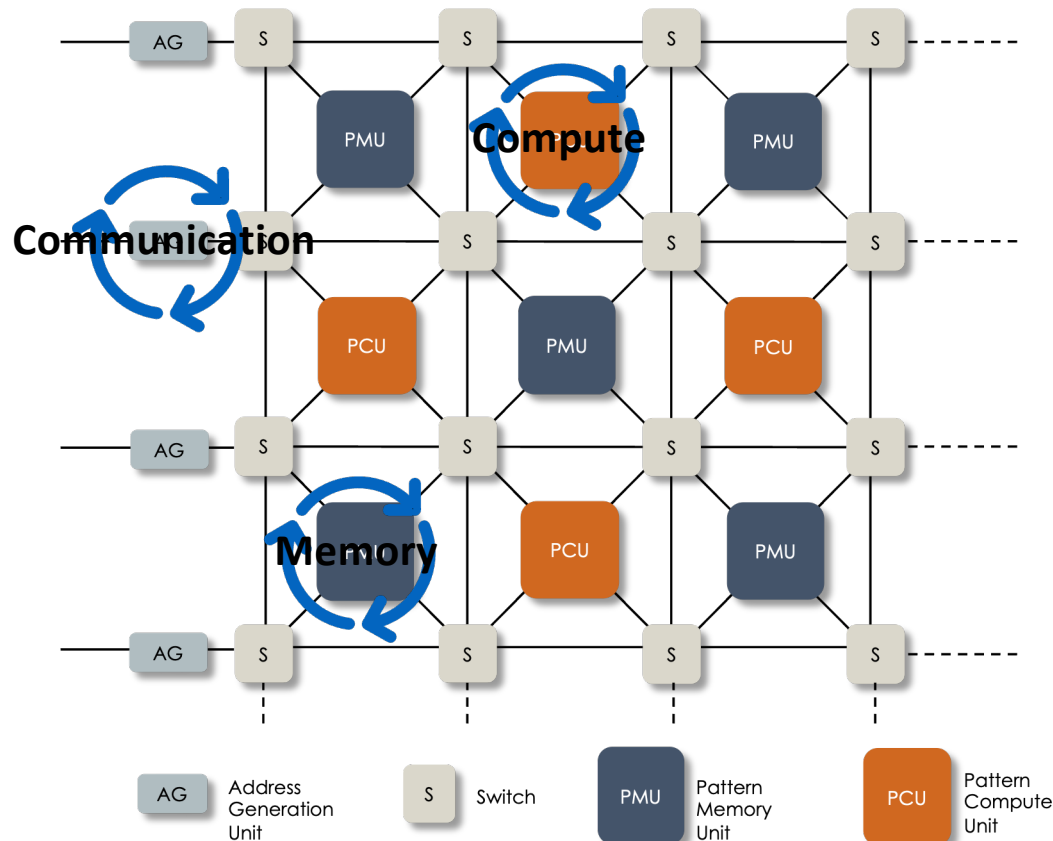 AG S S S S
PMU Compute PMU
Communication S S S
PCU PMU PCU
AG S S S S
Memory PCU PMU
AG S S S S
AG Address Generation Unit
S Switch
PMU Pattern Memory Unit
PCU Pattern Compute Unit